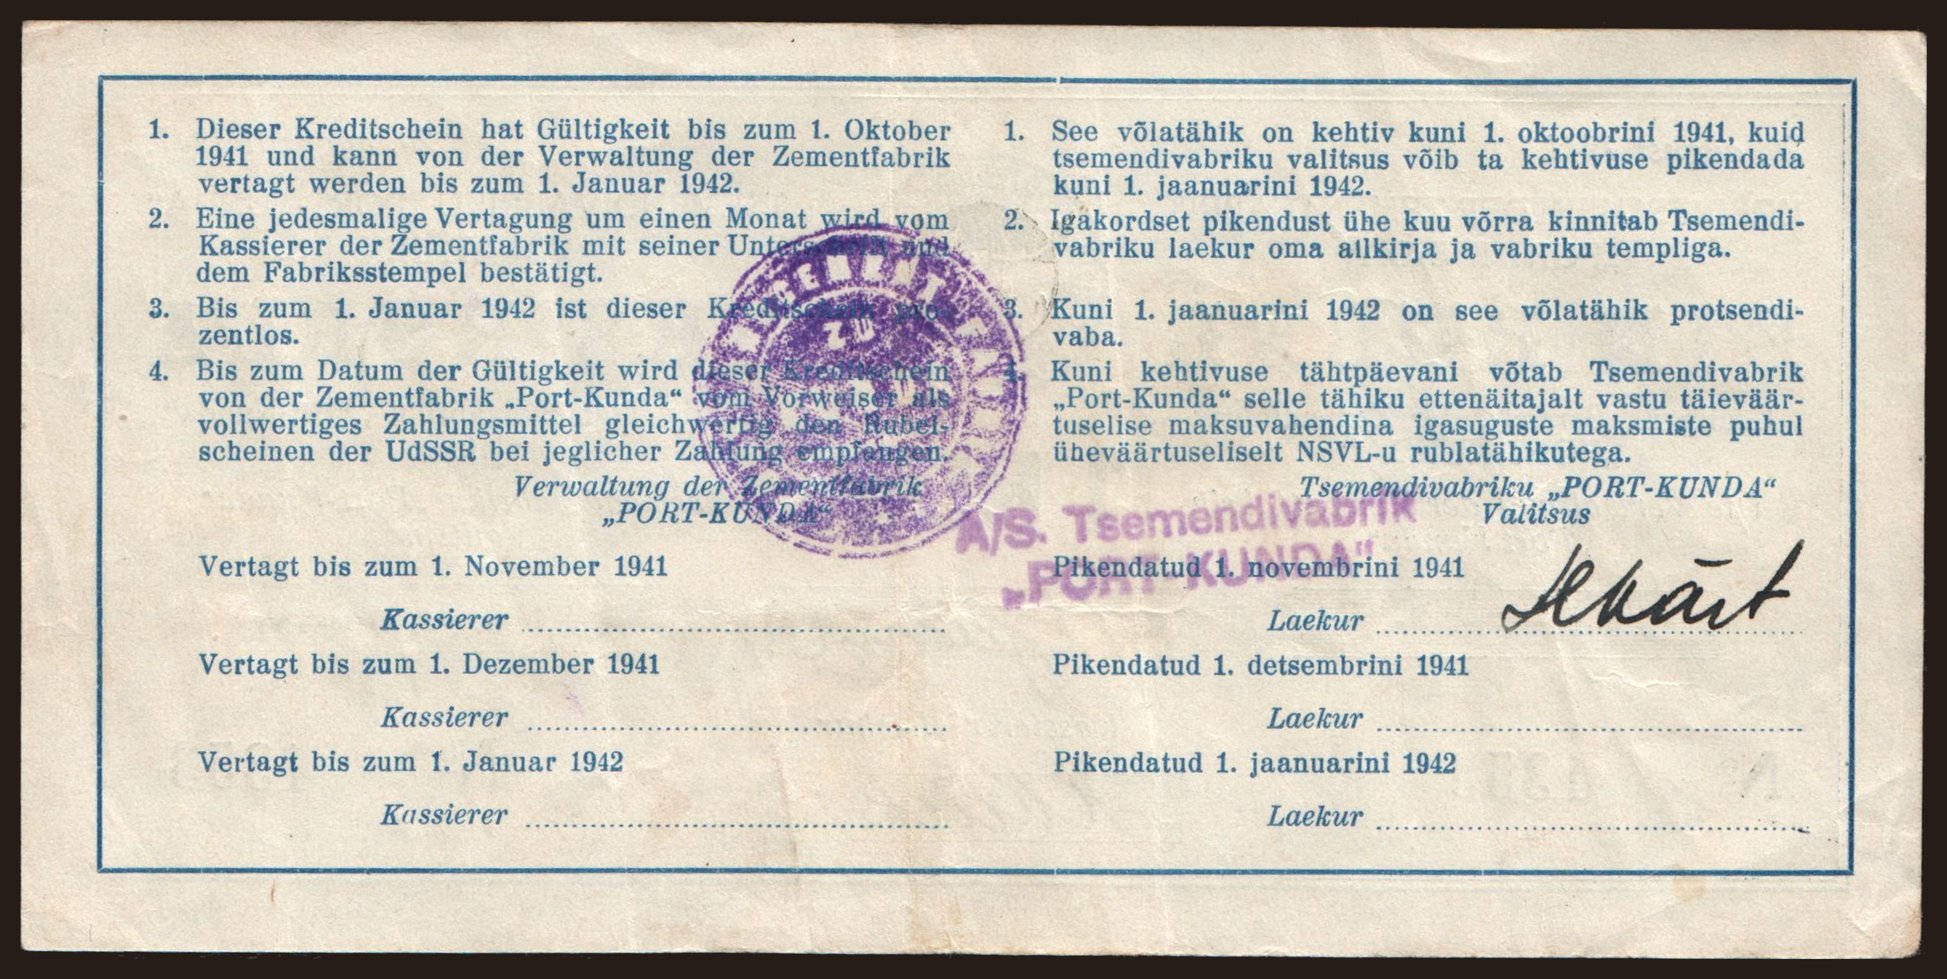 1. Dieser Kreditschein hat Gültigkeit bis zum 1. Oktober
1941 und kann von der Verwaltung der Zementfabrik
vertagt werden bis zum 1. Januar 1942.
2. Eine jedesmalige Vertagung um einen Monat wird vom
Kassierer der Zementfabrik mit seiner Unterschrift und
dem Fabriksstempel bestätigt.
3. Bis zum 1. Januar 1942 ist dieser Kreditschein pro-
zentlos.
4. Bis zum Datum der Gültigkeit wird dieser Kreditschein
von der Zementfabrik „Port-Kunda“ vom Vorweiser als
vollwertiges Zahlungsmittel gleichwertig den Rubel-
scheinen der UdSSR bei jeglicher Zahlung empfangen.
Verwaltung der Zementfabrik
„PORT-KUNDA“
Vertagt bis zum 1. November 1941
Kassierer
Vertagt bis zum 1. Dezember 1941
Kassierer
Vertagt bis zum 1. Januar 1942
Kassierer
1. See võlatähik on kehtiv kuni 1. oktoobrini 1941, kuid
tsemendivabriku valitsus võib ta kehtivuse pikendada
kuni 1. jaanuarini 1942.
2. Igakordset pikendust ühe kuu võrra kinnitab Tsemendi-
vabriku laekur oma allkirja ja vabriku templiga.
3. Kuni 1. jaanuarini 1942 on see võlatähik protsendi-
vaba.
4. Kuni kehtivuse tähtpäevani võtab Tsemendivabrik
„Port-Kunda“ selle tähiku ettenäitajalt vastu täieväär-
tuselise maksuvahendina igasuguste maksmiste puhul
üheväärtuseliselt NSVL-u rublatähikutega.
Tsemendivabriku „PORT-KUNDA“
Valitsus
A/S. Tsemendivabrik
„PORT-KUNDA“
Pikendatud 1. novembrini 1941
Laekur
Pikendatud 1. detsembrini 1941
Laekur
Pikendatud 1. jaanuarini 1942
Laekur